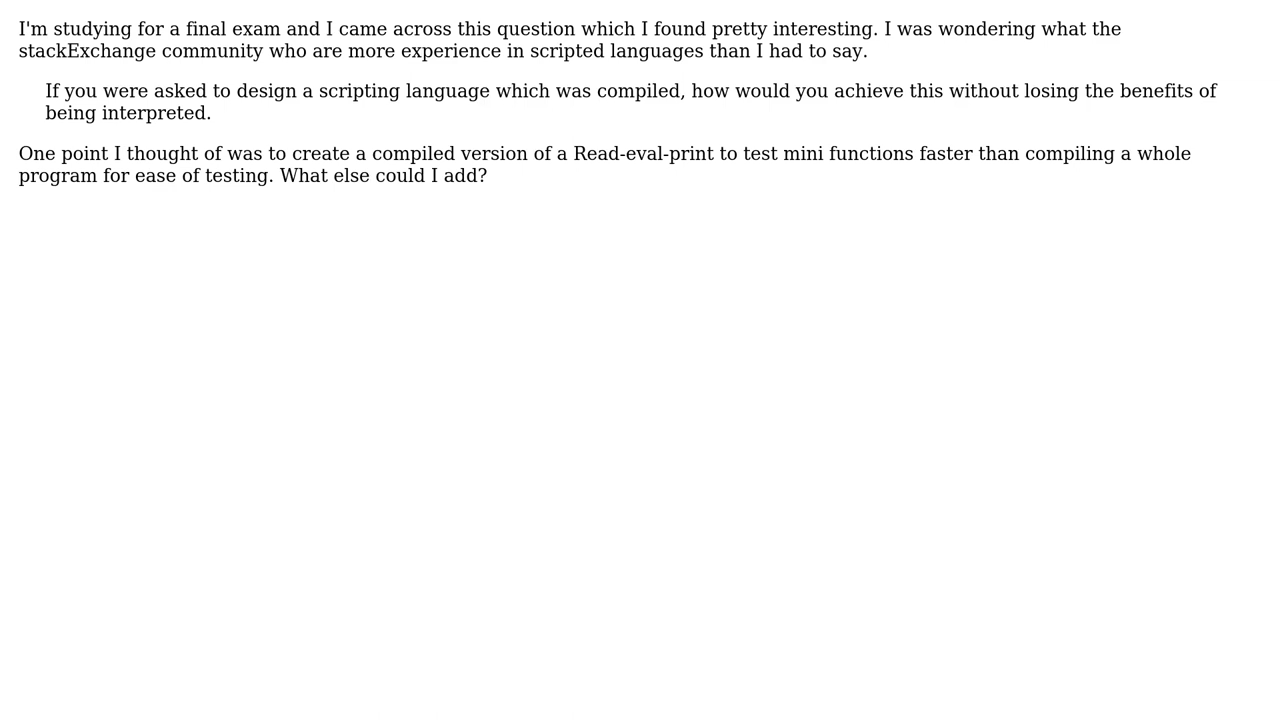 I'm studying for a final exam and I came across this question which I found pretty interesting. I was wondering what the
stackExchange community who are more experience in scripted languages than I had to say.
If you were asked to design a scripting language which was compiled, how would you achieve this without losing the benefits of
being interpreted.
One point I thought of was to create a compiled version of a Read-eval-print to test mini functions faster than compiling a whole
program for ease of testing. What else could I add?